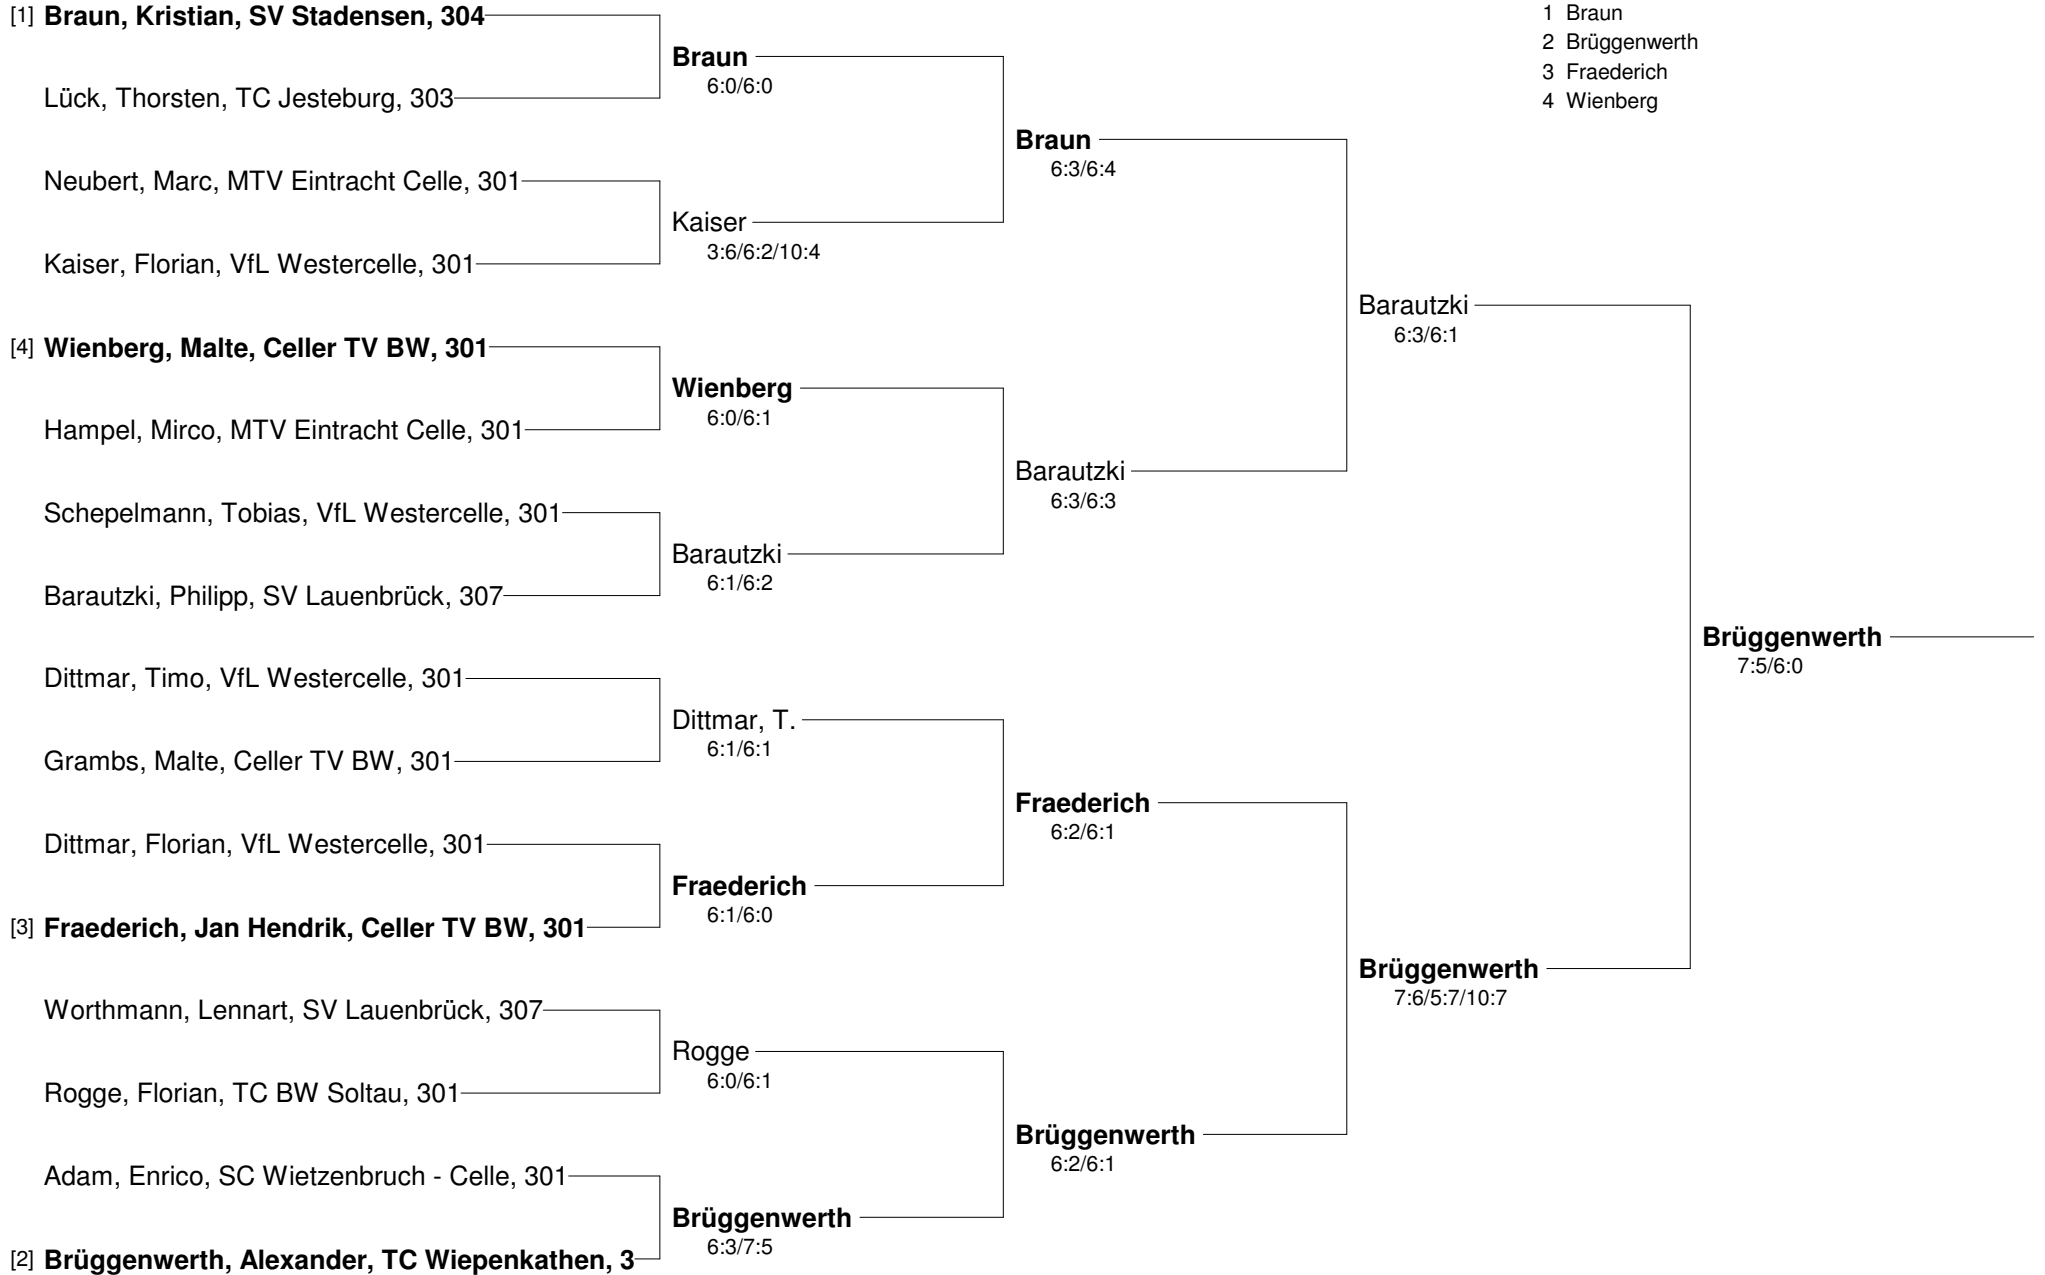 [1] Braun, Kristian, SV Stadensen, 304
Lück, Thorsten, TC Jesteburg, 303
Neubert, Marc, MTV Eintracht Celle, 301
Kaiser, Florian, VfL Westercelle, 301
[4] Wienberg, Malte, Celler TV BW, 301
Hampel, Mirco, MTV Eintracht Celle, 301
Schepelmann, Tobias, VfL Westercelle, 301
Barautzki, Philipp, SV Lauenbrück, 307
Dittmar, Timo, VfL Westercelle, 301
Grambs, Malte, Celler TV BW, 301
Dittmar, Florian, VfL Westercelle, 301
[3] Fraederich, Jan Hendrik, Celler TV BW, 301
Worthmann, Lennart, SV Lauenbrück, 307
Rogge, Florian, TC BW Soltau, 301
Adam, Enrico, SC Wietzenbruch - Celle, 301
[2] Brüggenwerth, Alexander, TC Wiepenkathen, 3
Braun
6:0/6:0
Kaiser
3:6/6:2/10:4
Wienberg
6:0/6:1
Barautzki
6:1/6:2
Dittmar, T.
6:1/6:1
Fraederich
6:1/6:0
Rogge
6:0/6:1
Brüggenwerth
6:3/7:5
Braun
6:3/6:4
Barautzki
6:3/6:3
Fraederich
6:2/6:1
Brüggenwerth
6:2/6:1
Barautzki
6:3/6:1
Brüggenwerth
7:6/5:7/10:7
Brüggenwerth
7:5/6:0
1 Braun
2 Brüggenwerth
3 Fraederich
4 Wienberg